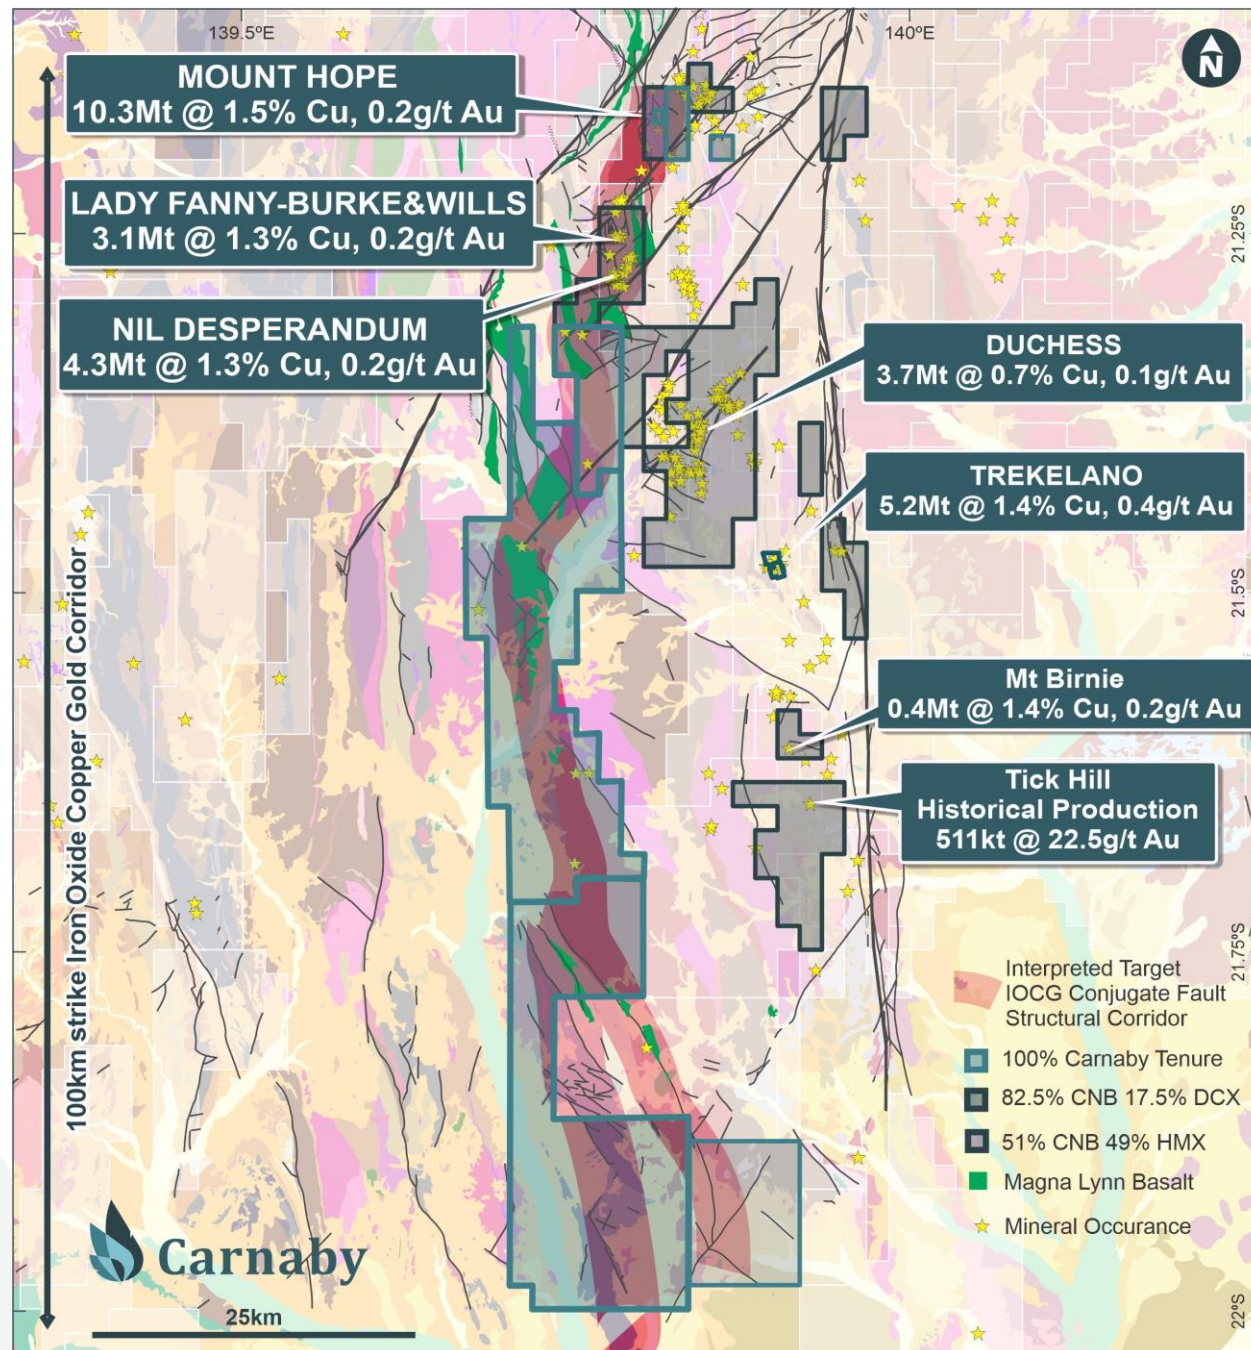 139.5ºE
140ºE
N
MOUNT HOPE
10.3Mt @ 1.5% Cu, 0.2g/t Au
LADY FANNY-BURKE&WILLS
3.1Mt @ 1.3% Cu, 0.2g/t Au
21.25ºS
NIL DESPERANDUM
4.3Mt @ 1.3% Cu, 0.2g/t Au
DUCHESS
3.7Mt @ 0.7% Cu, 0.1g/t Au
TREKELANO
5.2Mt @ 1.4% Cu, 0.4g/t Au
21.5ºS
Mt Birnie
0.4Mt @ 1.4% Cu, 0.2g/t Au
Tick Hill
Historical Production
511kt @ 22.5g/t Au
100km strike Iron Oxide Copper Gold Corridor
21.75ºS
Interpreted Target
IOCG Conjugate Fault
Structural Corridor
100% Carnaby Tenure
82.5% CNB 17.5% DCX
51% CNB 49% HMX
Magna Lynn Basalt
Mineral Occurance
Carnaby
25km
22ºS